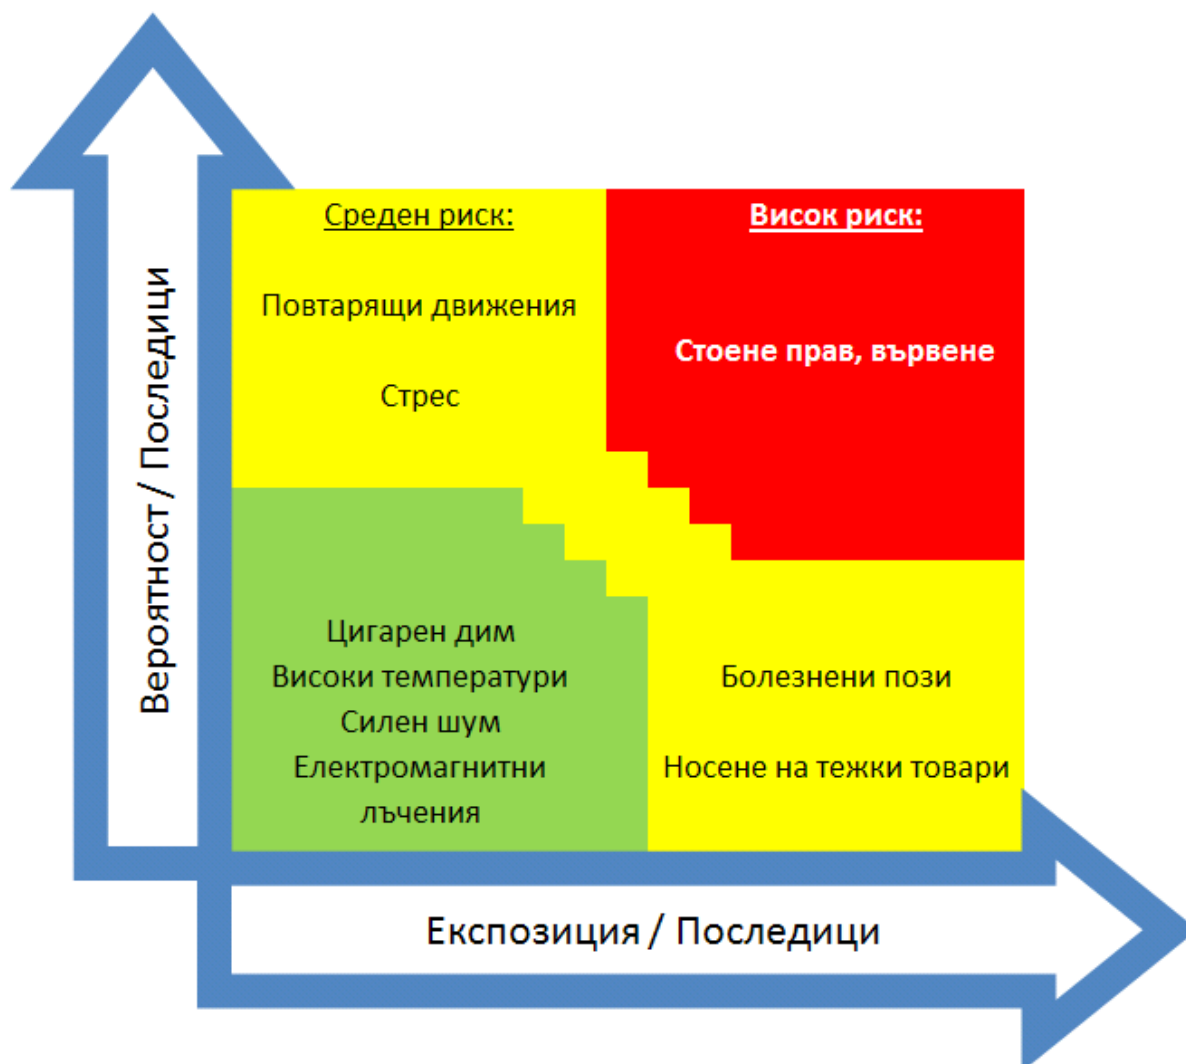 Вероятност / Последици
Среден риск:
Повтарящи движения
Стрес
Висок риск:
Стоене прав, вървене
Цигарен дим
Високи температури
Силен шум
Електромагнитни
лъчения
Болезнени пози
Носене на тежки товари
Експозиция / Последици